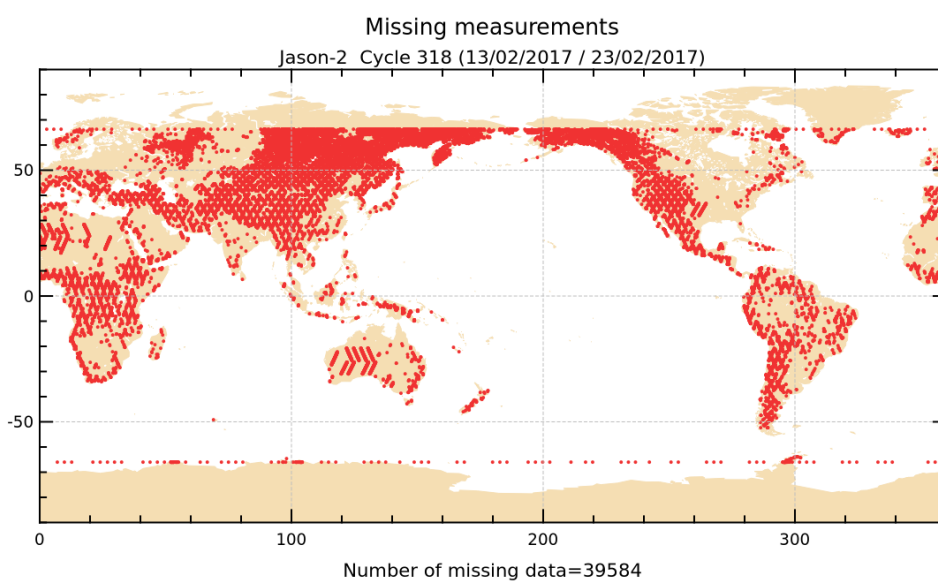 Missing measurements
Jason-2  Cycle 318 (13/02/2017 / 23/02/2017)
50
0
-50
0
100
200
300
Number of missing data=39584